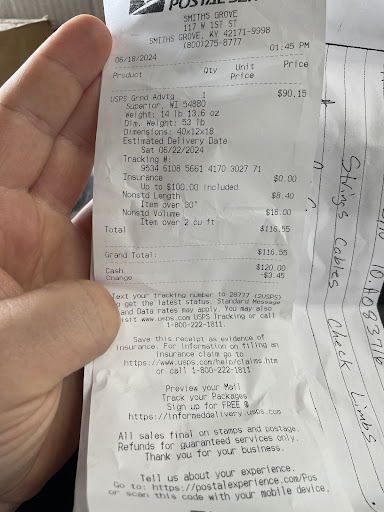 POSTAL SER
SMITHS GROVE
117 W 1ST ST
SMITHS GROVE, KY 42171-9998
(800)275-8777
06/18/2024 01:45 PM
Product Qty Unit Price
Price
USPS Grnd Advtg 1 $90.15
Superior, WI 54880
Weight: 14 lb 13.6 oz
Dim. Weight: 53 lb
Dimensions: 40x12x18
Estimated Delivery Date
Sat 06/22/2024
Tracking #:
9534 6108 5661 4170 3027 71
Insurance $0.00
Up to $100.00 included
Nonstd Length $8.40
Item over 30"
Nonstd Volume $18.00
Item over 2 cu ft
Total $116.55
Grand Total: $116.55
Cash $120.00
Change -$3.45
Text your tracking number to 28777 (2USPS)
to get the latest status. Standard Message
and Data rates may apply. You may also
visit www.usps.com USPS Tracking or call
1-800-222-1811.
Save this receipt as evidence of
insurance. For information on filing an
insurance claim go to
https://www.usps.com/help/claims.htm
or call 1-800-222-1811
Preview your Mail
Track your Packages
Sign up for FREE @
https://informeddelivery.usps.com
All sales final on stamps and postage.
Refunds for guaranteed services only.
Thank you for your business.
Tell us about your experience.
Go to: https://postalexperience.com/Pos
or scan this code with your mobile device,
Strings Cables Check Limbs